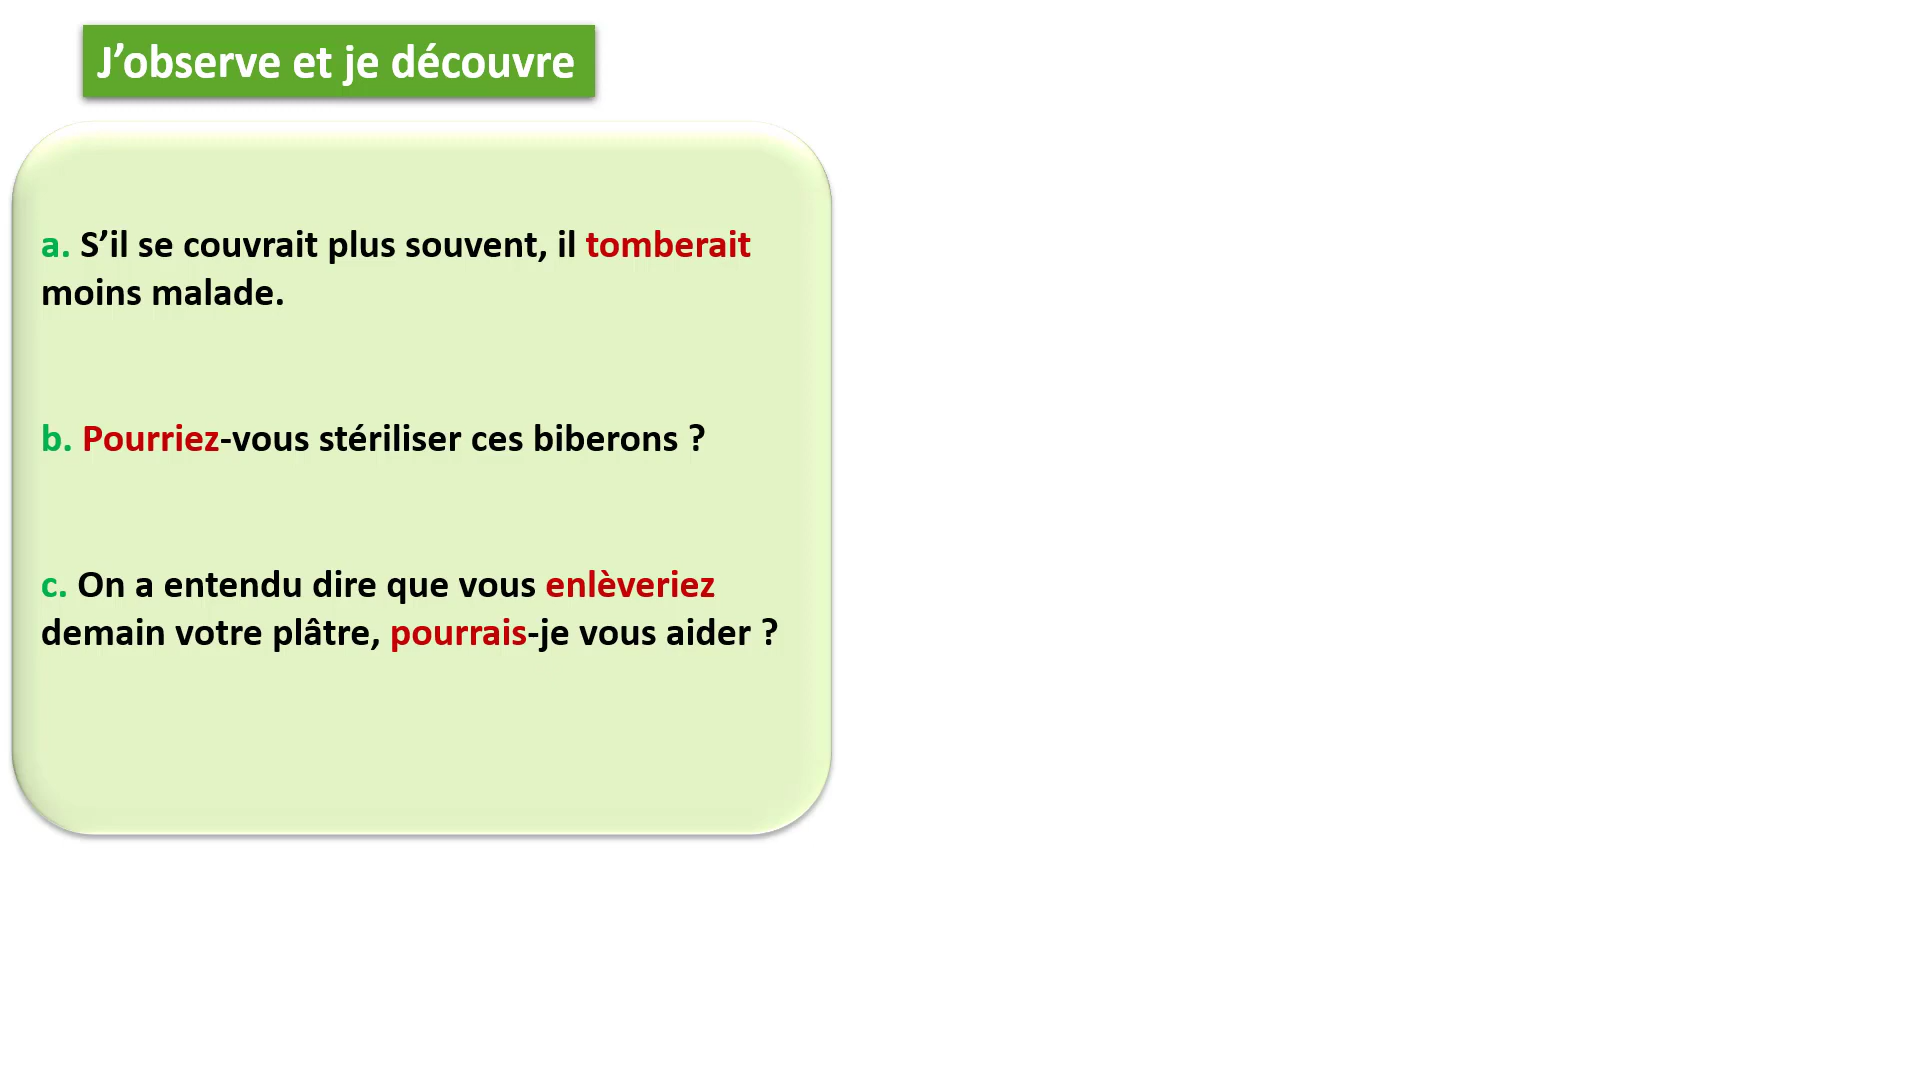 J’observe et je découvre
a. S’il se couvrait plus souvent, il tomberait
moins malade.
b. Pourriez-vous stériliser ces biberons ?
c. On a entendu dire que vous enlèveriez
demain votre plâtre, pourrais-je vous aider ?